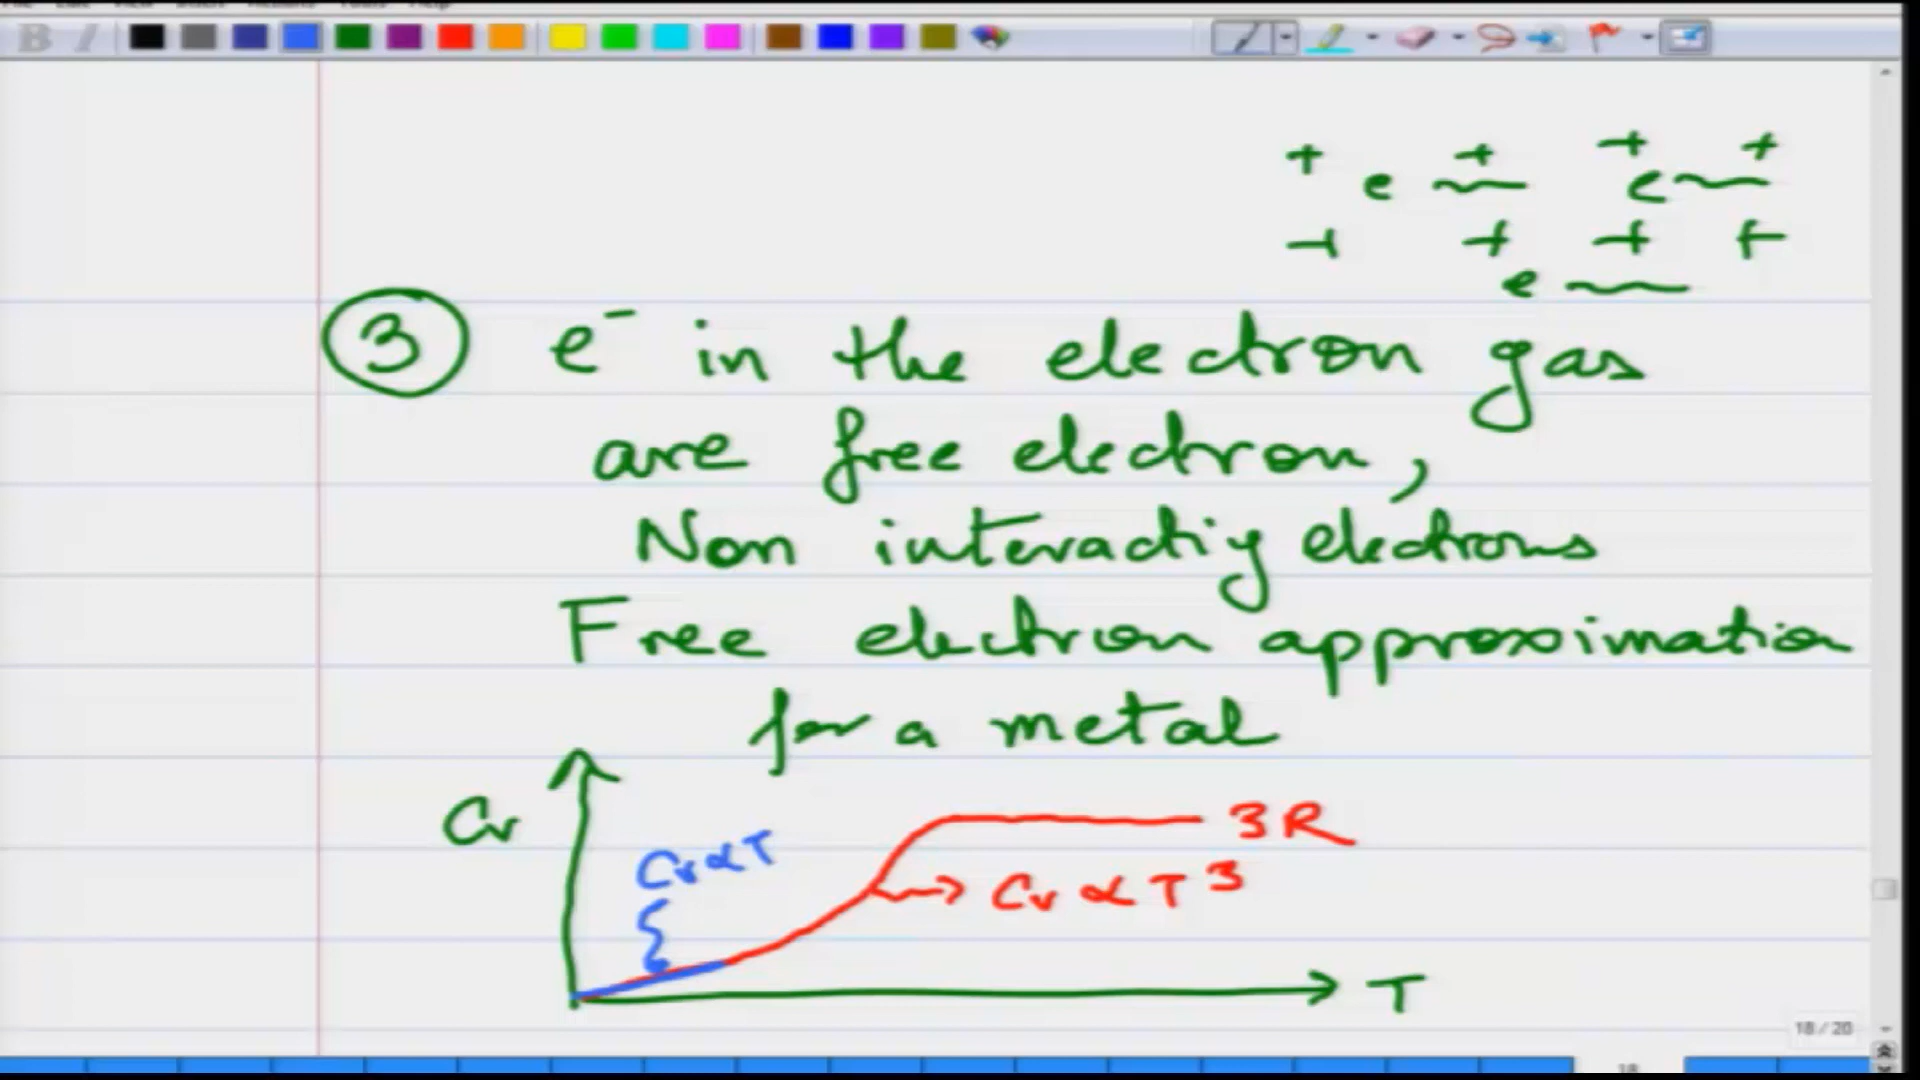 B I
+ + + +
e e
+ + + +
e
3 e⁻ in the electron gas
are free electron,
Non interacting electrons
Free electron approximation
for a metal
Cv
Cv ∝ T
3R
Cv ∝ T³
T
18 / 20
18